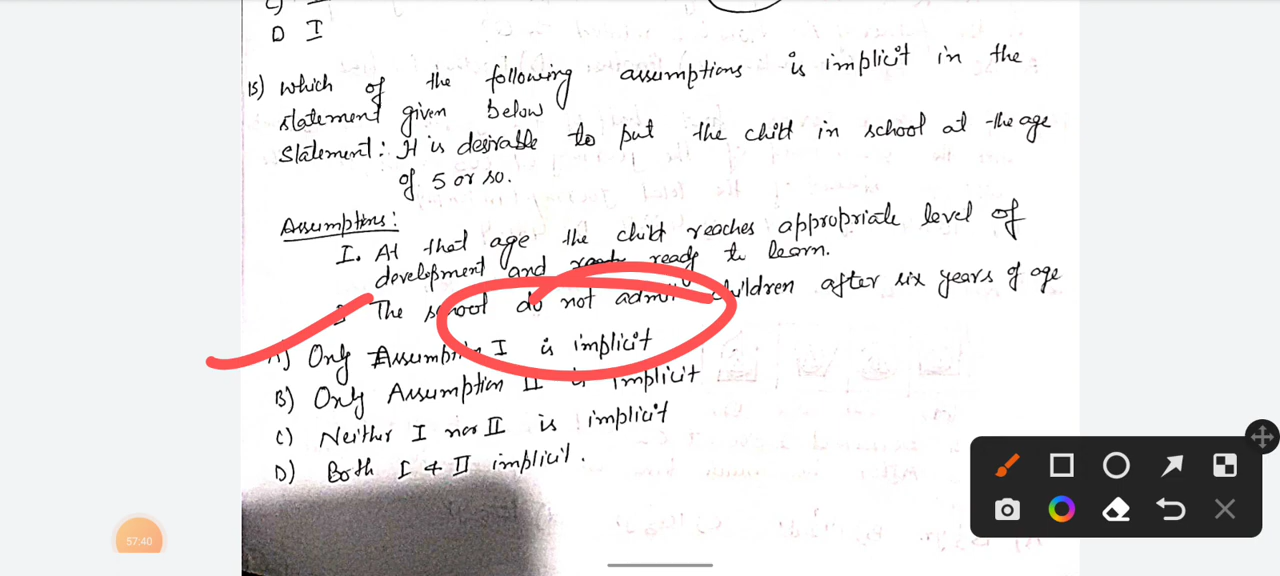 D I
15) Which of the following assumptions is implicit in the
statement given below
Statement: It is desirable to put the child in school at the age
of 5 or so.
Assumptions:
I. At that age the child reaches appropriate level of
development and ready to learn.
The school do not admit children after six years of age
A) Only Assumption I is implicit
B) Only Assumption II is implicit
C) Neither I nor II is implicit
D) Both I & II implicit.
57:40